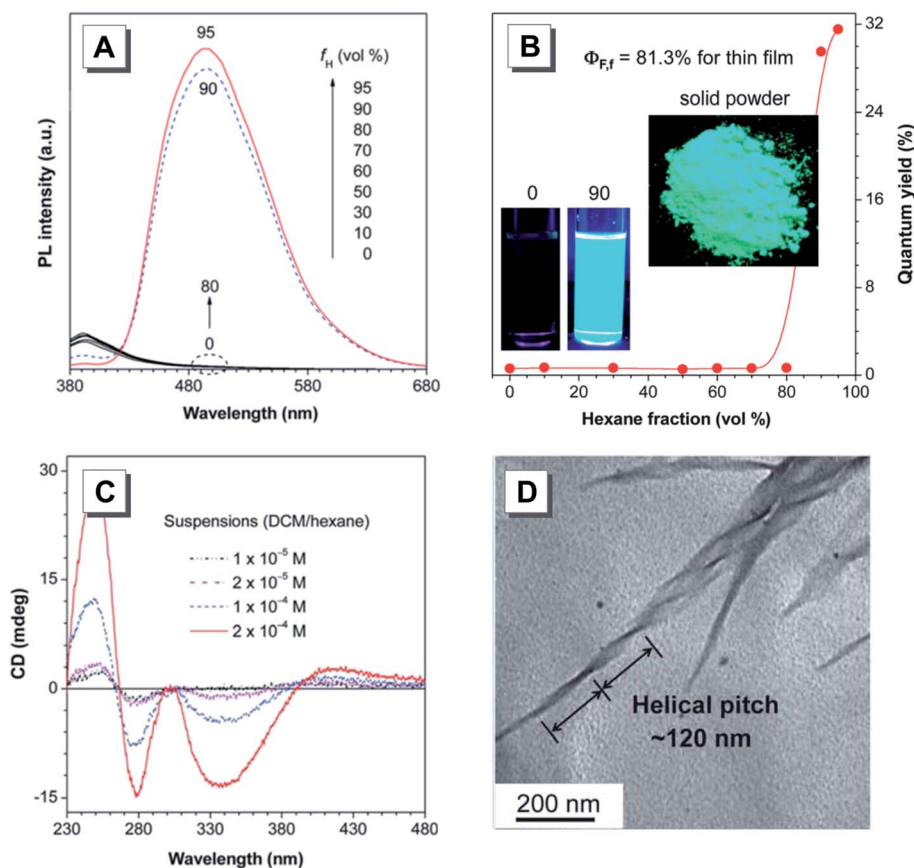 A
95
90
f_H (vol %)
95
90
80
70
60
50
30
10
0
80
0
PL intensity (a.u.)
380 480 580 680
Wavelength (nm)
B
Φ_F,f = 81.3% for thin film
solid powder
0 90
32
24
16
8
0
Quantum yield (%)
0 20 40 60 80 100
Hexane fraction (vol %)
C
30
15
0
-15
CD (mdeg)
Suspensions (DCM/hexane)
1 x 10⁻⁵ M
2 x 10⁻⁵ M
1 x 10⁻⁴ M
2 x 10⁻⁴ M
230 280 330 380 430 480
Wavelength (nm)
D
Helical pitch
~120 nm
200 nm